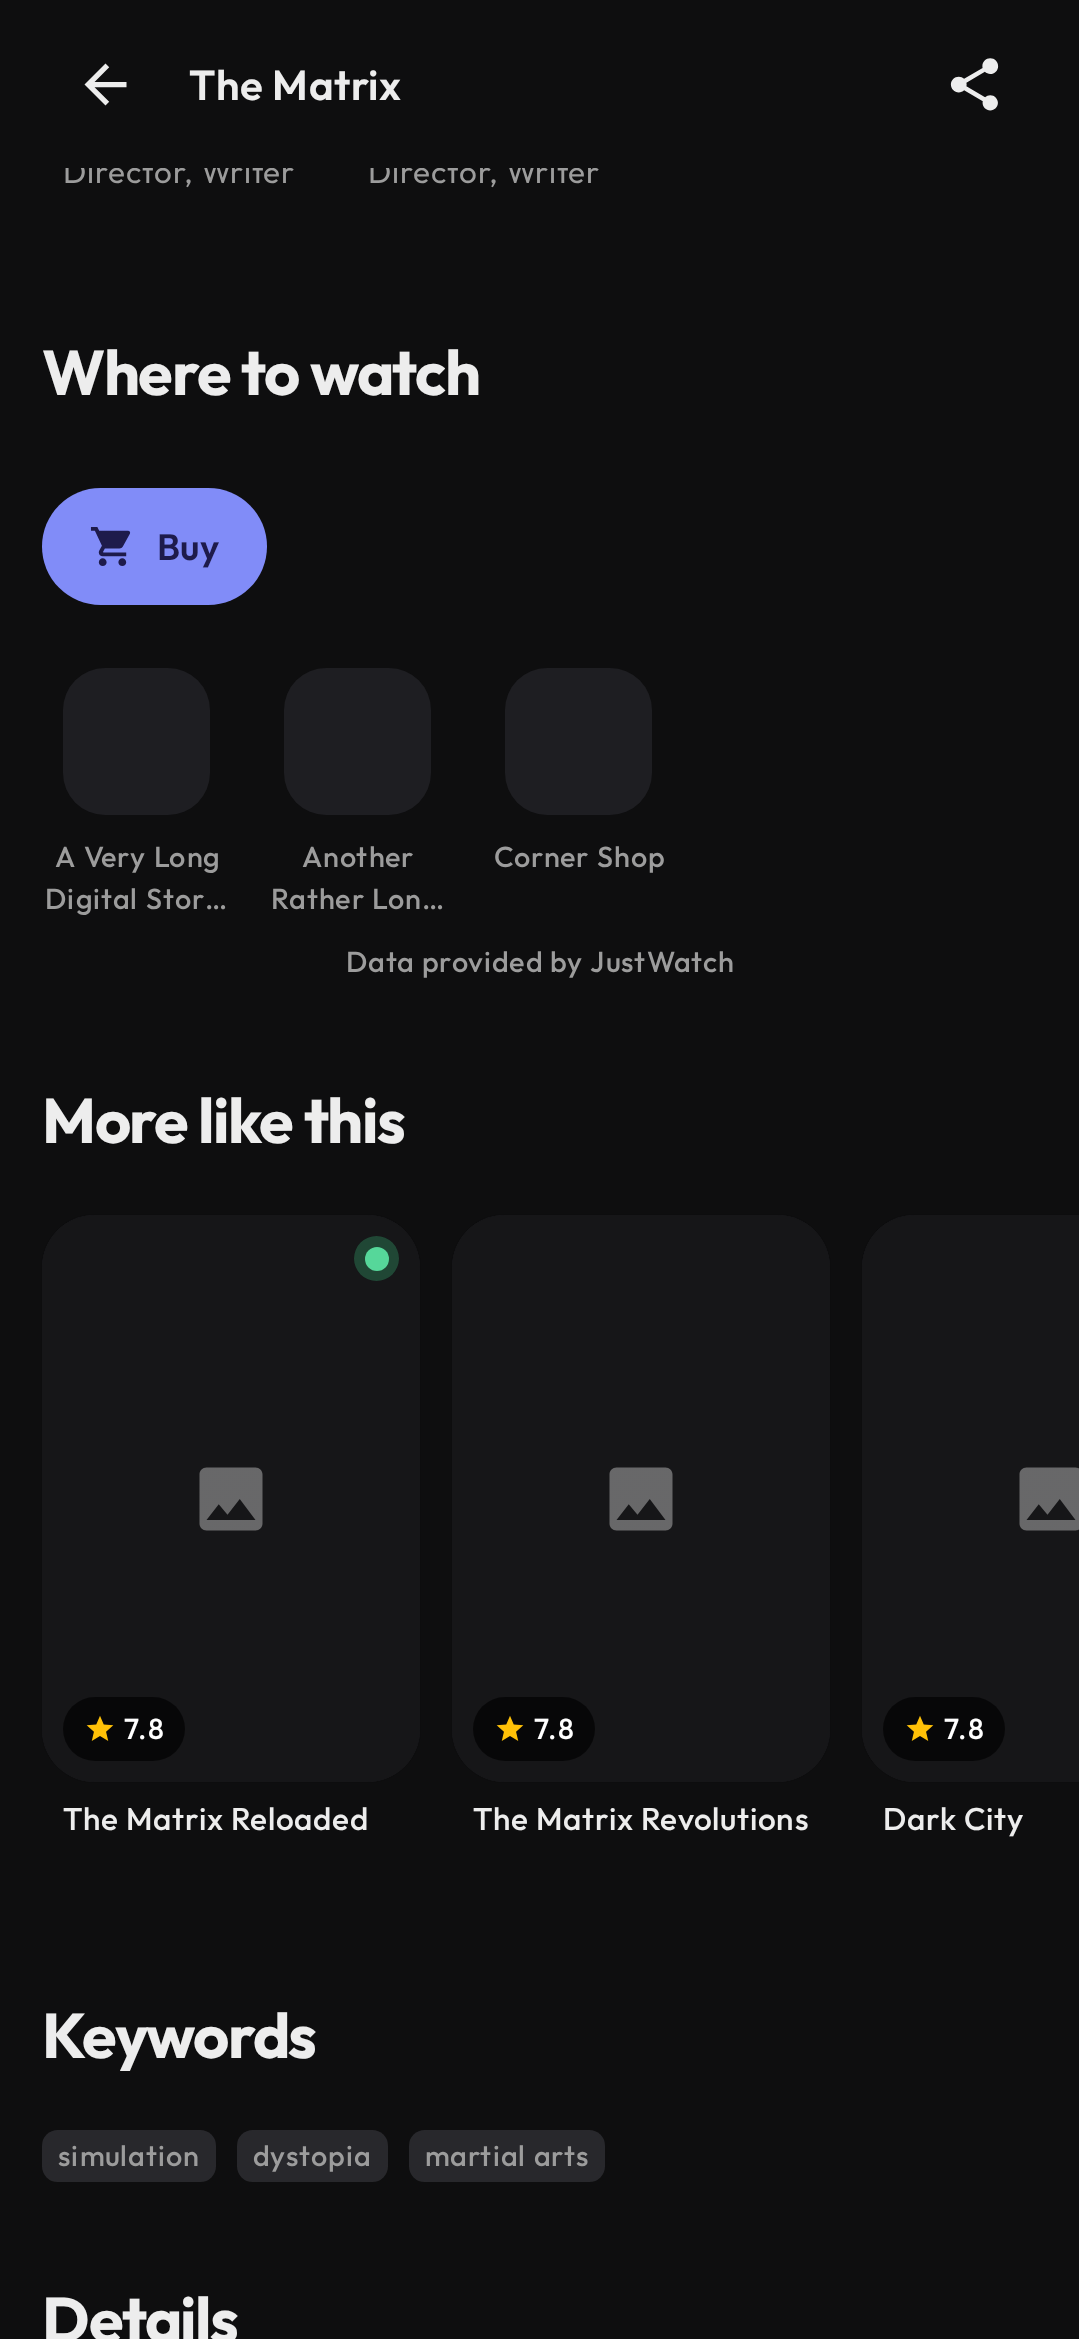 The Matrix
Director, Writer Director, Writer
Where to watch
Buy
A Very Long
Digital Stor…
Another
Rather Lon…
Corner Shop
Data provided by JustWatch
More like this
7.8
7.8
7.8
The Matrix Reloaded
The Matrix Revolutions
Dark City
Keywords
simulation
dystopia
martial arts
Details